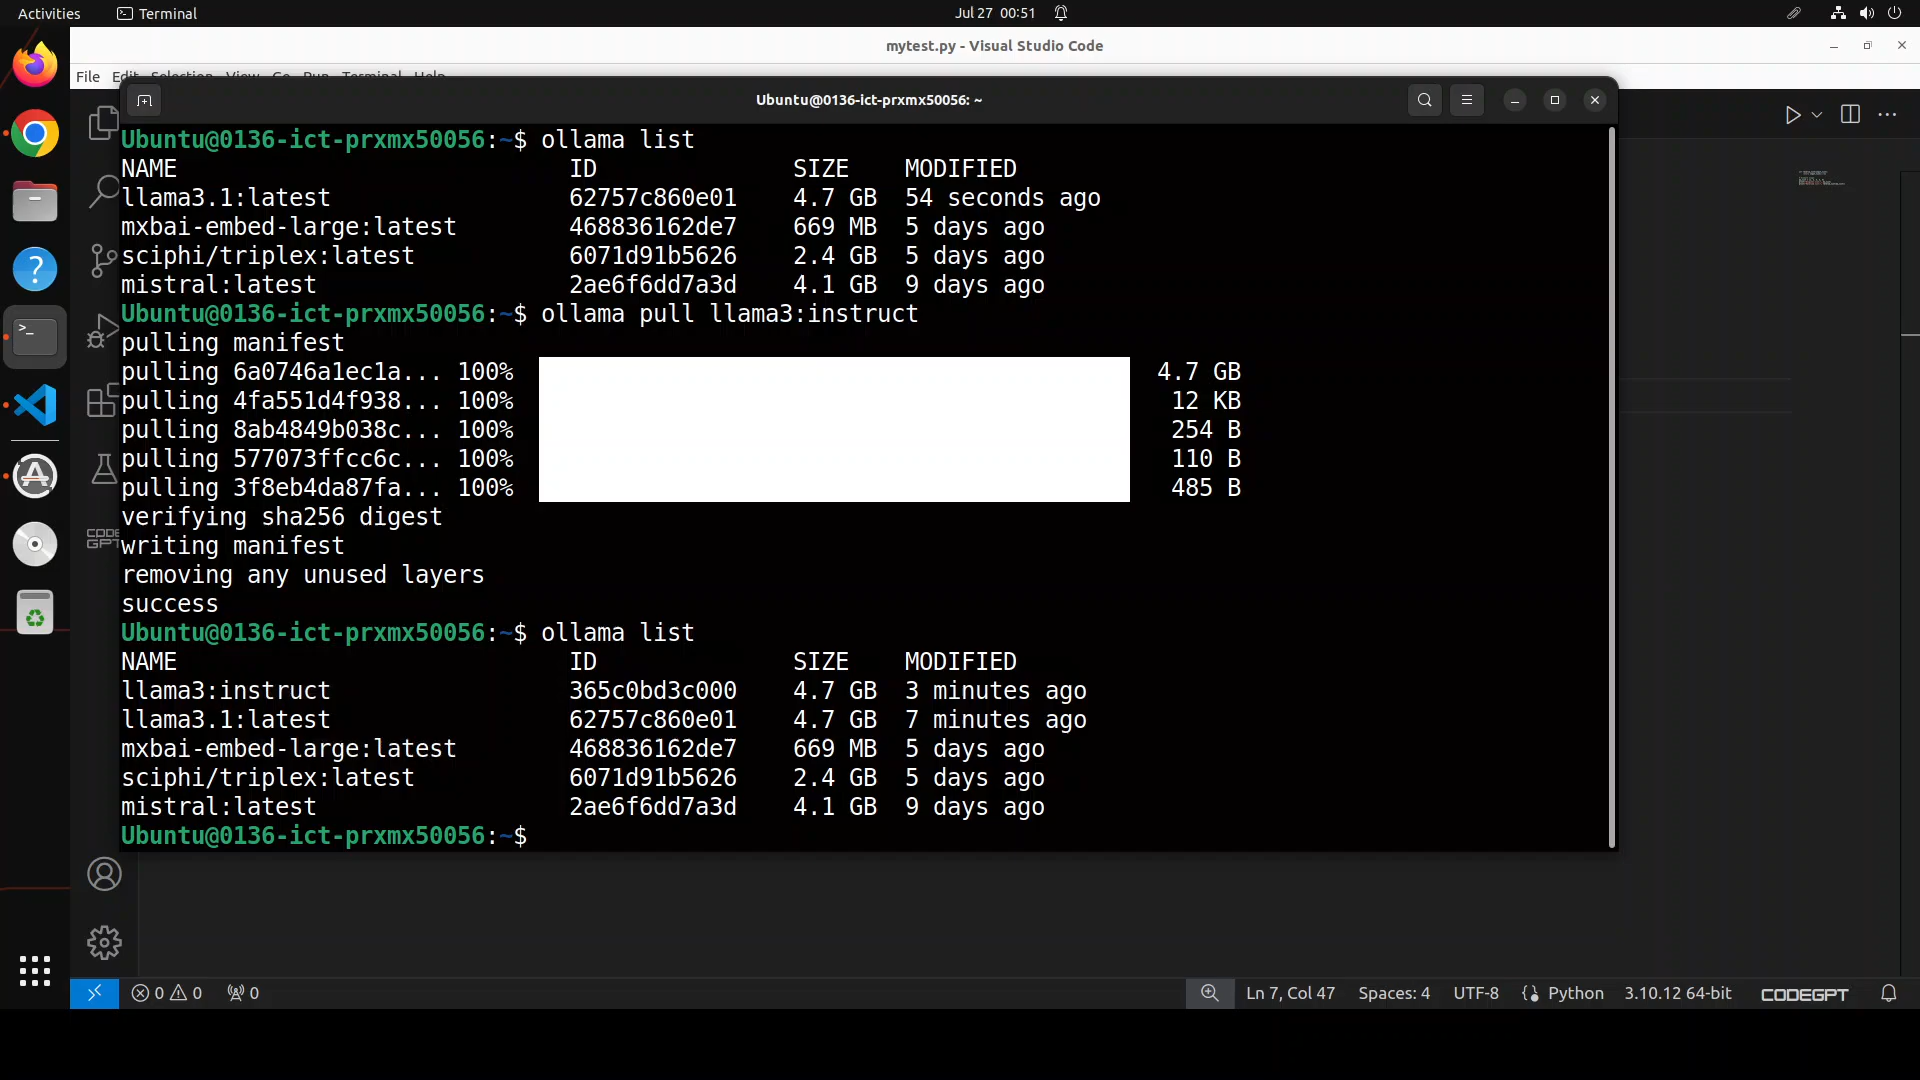 Activities Terminal Jul 27 00:51
mytest.py - Visual Studio Code
File Edit Selection View Go Run Terminal Help
Ubuntu@0136-ict-prxmx50056: ~
Ubuntu@0136-ict-prxmx50056:~$ ollama list
NAME ID SIZE MODIFIED
llama3.1:latest 62757c860e01 4.7 GB 54 seconds ago
mxbai-embed-large:latest 468836162de7 669 MB 5 days ago
sciphi/triplex:latest 6071d91b5626 2.4 GB 5 days ago
mistral:latest 2ae6f6dd7a3d 4.1 GB 9 days ago
Ubuntu@0136-ict-prxmx50056:~$ ollama pull llama3:instruct
pulling manifest
pulling 6a0746a1ec1a... 100% 4.7 GB
pulling 4fa551d4f938... 100% 12 KB
pulling 8ab4849b038c... 100% 254 B
pulling 577073ffcc6c... 100% 110 B
pulling 3f8eb4da87fa... 100% 485 B
verifying sha256 digest
writing manifest
removing any unused layers
success
Ubuntu@0136-ict-prxmx50056:~$ ollama list
NAME ID SIZE MODIFIED
llama3:instruct 365c0bd3c000 4.7 GB 3 minutes ago
llama3.1:latest 62757c860e01 4.7 GB 7 minutes ago
mxbai-embed-large:latest 468836162de7 669 MB 5 days ago
sciphi/triplex:latest 6071d91b5626 2.4 GB 5 days ago
mistral:latest 2ae6f6dd7a3d 4.1 GB 9 days ago
Ubuntu@0136-ict-prxmx50056:~$
0 0 0 Ln 7, Col 47 Spaces: 4 UTF-8 Python 3.10.12 64-bit CODEGPT